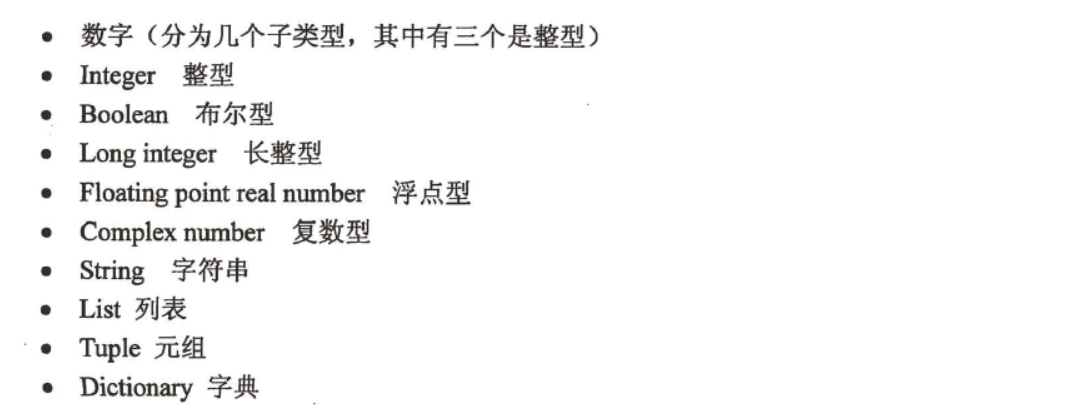 • 数字（分为几个子类型，其中有三个是整型）
• Integer 整型
• Boolean 布尔型
• Long integer 长整型
• Floating point real number 浮点型
• Complex number 复数型
• String 字符串
• List 列表
• Tuple 元组
• Dictionary 字典